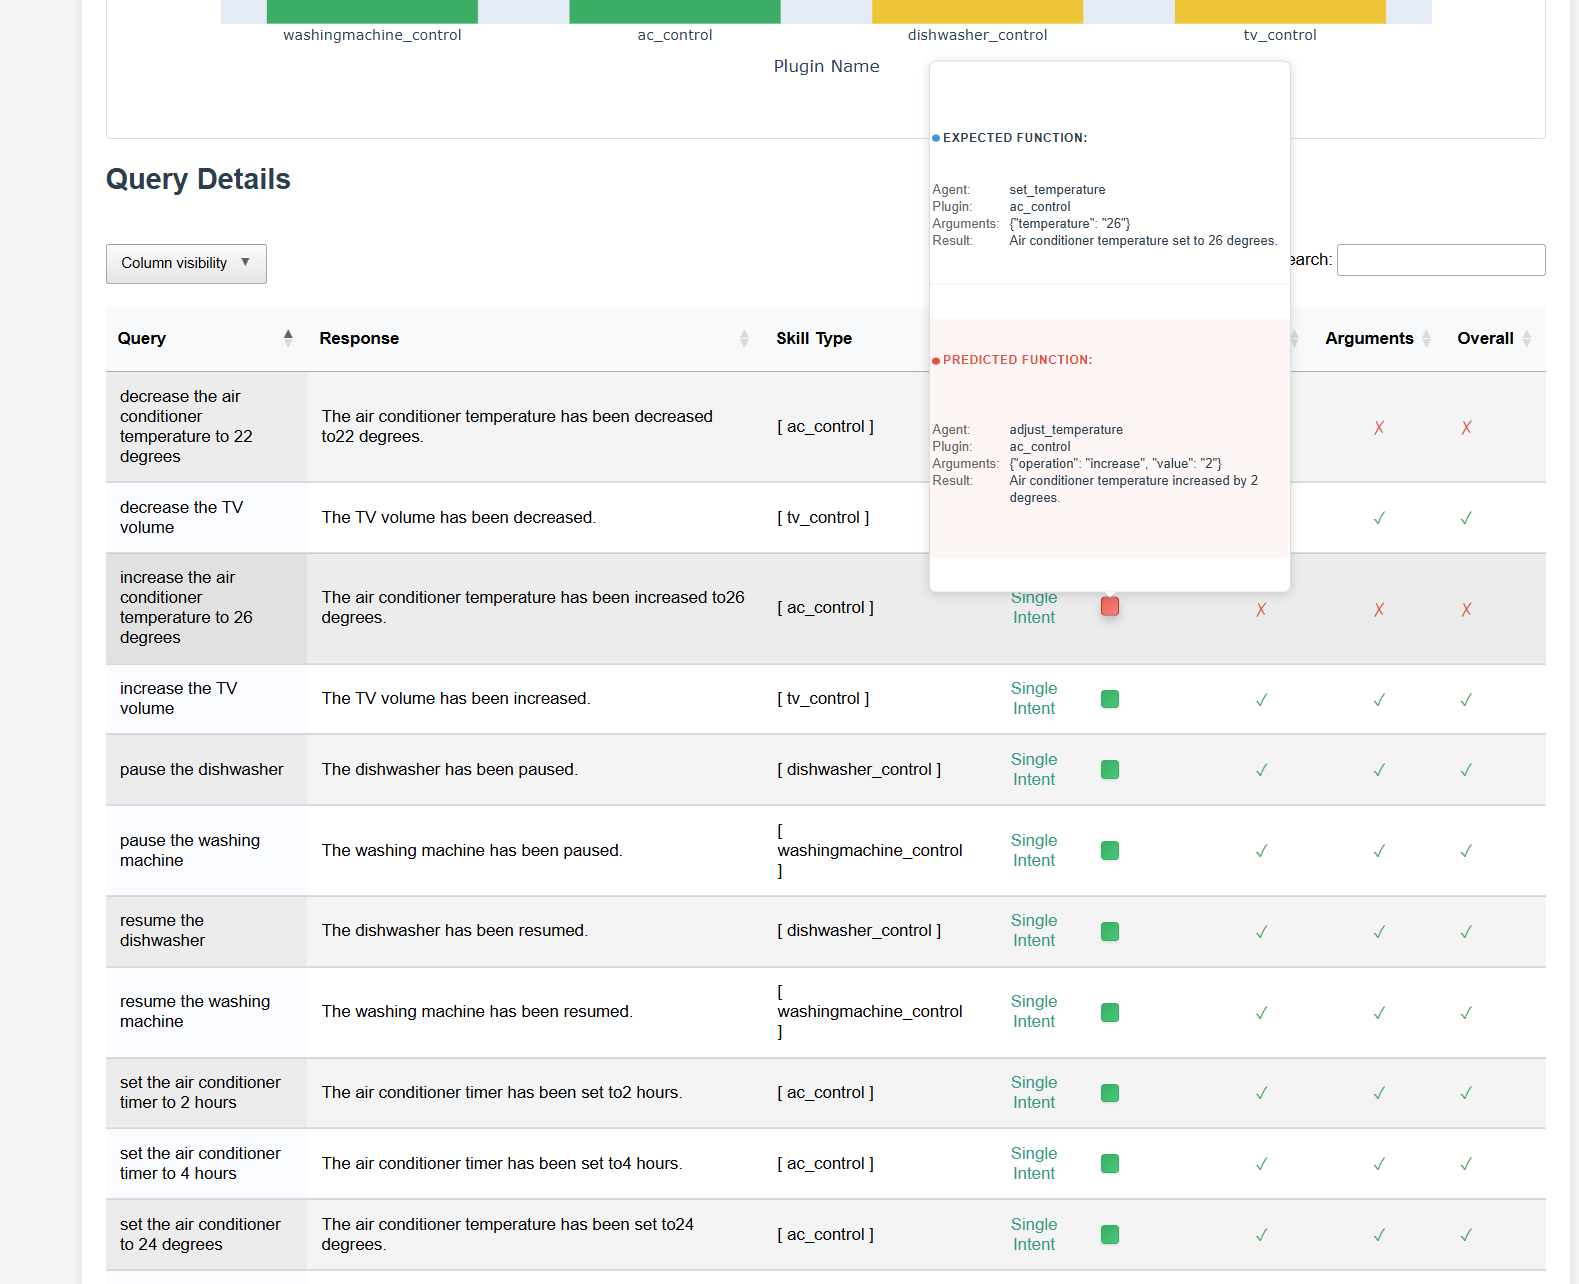 washingmachine_control ac_control dishwasher_control tv_control
Plugin Name
EXPECTED FUNCTION:
Agent: set_temperature
Plugin: ac_control
Arguments: {"temperature": "26"}
Result: Air conditioner temperature set to 26 degrees.
PREDICTED FUNCTION:
Agent: adjust_temperature
Plugin: ac_control
Arguments: {"operation": "increase", "value": "2"}
Result: Air conditioner temperature increased by 2
degrees.
Query Details
Column visibility ▼
earch:
Query Response Skill Type Arguments Overall
decrease the air
conditioner
temperature to 22
degrees
The air conditioner temperature has been decreased
to22 degrees.
[ ac_control ]
✗ ✗
decrease the TV
volume
The TV volume has been decreased.
[ tv_control ]
✓ ✓
increase the air
conditioner
temperature to 26
degrees
The air conditioner temperature has been increased to26
degrees.
[ ac_control ]
Single
Intent
✗ ✗ ✗
increase the TV
volume
The TV volume has been increased.
[ tv_control ]
Single
Intent
✓ ✓ ✓
pause the dishwasher
The dishwasher has been paused.
[ dishwasher_control ]
Single
Intent
✓ ✓ ✓
pause the washing
machine
The washing machine has been paused.
[
washingmachine_control
]
Single
Intent
✓ ✓ ✓
resume the
dishwasher
The dishwasher has been resumed.
[ dishwasher_control ]
Single
Intent
✓ ✓ ✓
resume the washing
machine
The washing machine has been resumed.
[
washingmachine_control
]
Single
Intent
✓ ✓ ✓
set the air conditioner
timer to 2 hours
The air conditioner timer has been set to2 hours.
[ ac_control ]
Single
Intent
✓ ✓ ✓
set the air conditioner
timer to 4 hours
The air conditioner timer has been set to4 hours.
[ ac_control ]
Single
Intent
✓ ✓ ✓
set the air conditioner
to 24 degrees
The air conditioner temperature has been set to24
degrees.
[ ac_control ]
Single
Intent
✓ ✓ ✓